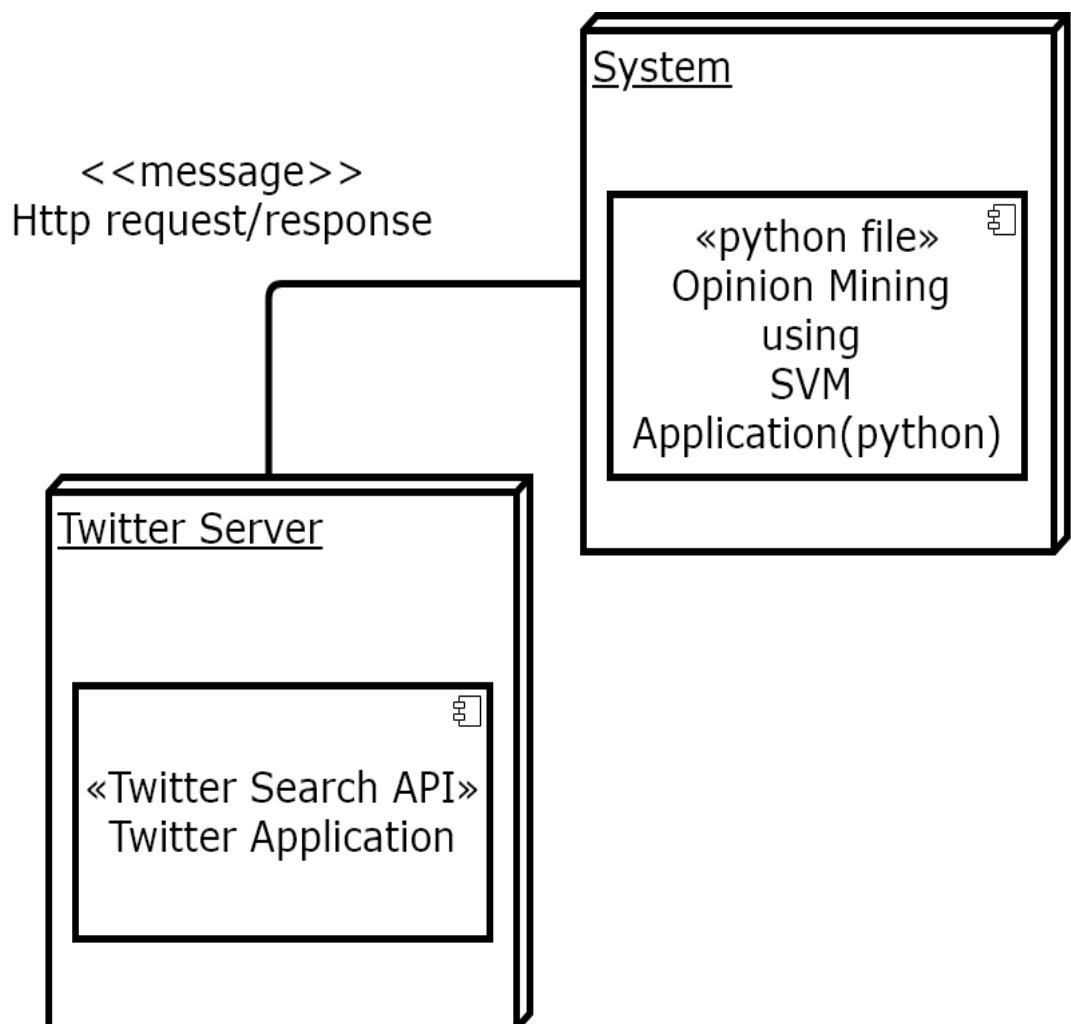 System
<<message>>
Http request/response
«python file»
Opinion Mining
using
SVM
Application(python)
Twitter Server
«Twitter Search API»
Twitter Application